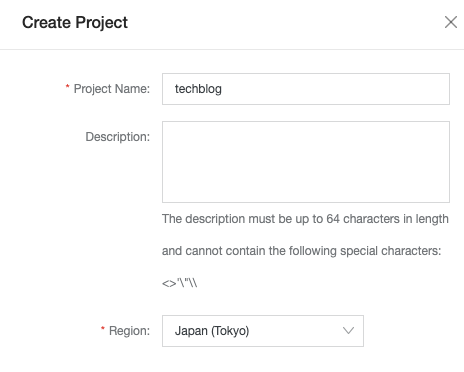 Create Project
* Project Name: techblog
Description:
The description must be up to 64 characters in length
and cannot contain the following special characters:
<>'\"\\
* Region: Japan (Tokyo)